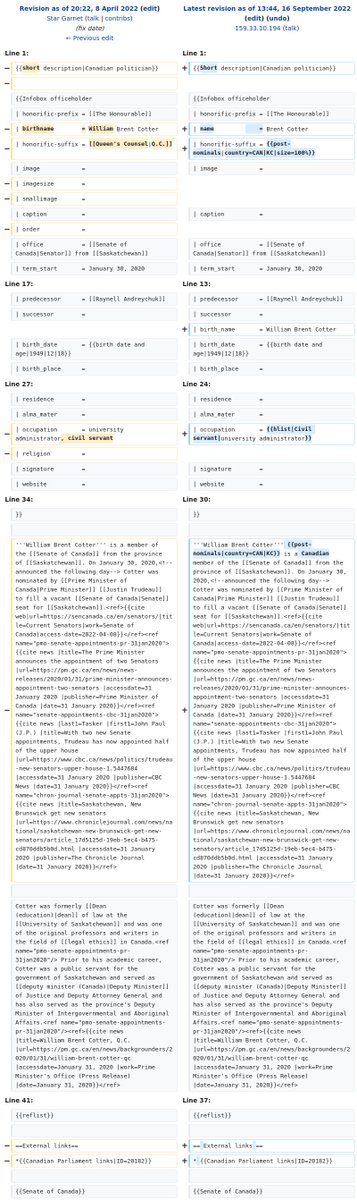 Revision as of 20:22, 8 April 2022 (edit)
Star Garnet (talk | contribs)
(fix date)
← Previous edit
Latest revision as of 13:44, 16 September 2022
(edit) (undo)
159.33.10.194 (talk)
Line 1:
Line 1:
− {{short description|Canadian politician}}
+ {{Short description|Canadian politician}}
−
{{Infobox officeholder
{{Infobox officeholder
| honorific-prefix = [[The Honourable]]
| honorific-prefix = [[The Honourable]]
− | birthname = William Brent Cotter
+ | name = Brent Cotter
− | honorific-suffix = [[Queen's Counsel|Q.C.]]
+ | honorific-suffix = {{post-
nominals|country=CAN|KC|size=100%}}
| image =
| image =
− | imagesize =
− | smallimage =
| caption =
| caption =
− | order =
| office = [[Senate of
Canada|Senator]] from [[Saskatchewan]]
| office = [[Senate of
Canada|Senator]] from [[Saskatchewan]]
| term_start = January 30, 2020
| term_start = January 30, 2020
Line 17:
Line 13:
| predecessor = [[Raynell Andreychuk]]
| predecessor = [[Raynell Andreychuk]]
| successor =
| successor =
+ | birth_name = William Brent Cotter
| birth_date = {{birth date and
age|1949|12|18}}
| birth_date = {{birth date and
age|1949|12|18}}
| birth_place =
| birth_place =
Line 27:
Line 24:
| residence =
| residence =
| alma_mater =
| alma_mater =
− | occupation = university
administrator, civil servant
+ | occupation = {{hlist|Civil
servant|university administrator}}
− | religion =
| signature =
| signature =
| website =
| website =
Line 34:
Line 30:
}}
}}
− '''William Brent Cotter''' is a member of
the [[Senate of Canada]] from the province
of [[Saskatchewan]]. On January 30, 2020,<!--
announced the following day--> Cotter was
nominated by [[Prime Minister of
Canada|Prime Minister]] [[Justin Trudeau]]
to fill a vacant [[Senate of Canada|Senate]]
seat for [[Saskatchewan]].<ref>{{cite
web|url=https://sencanada.ca/en/senators/|tit
le=Current Senators|work=Senate of
Canada|access-date=2022-04-08}}</ref><ref
name="pmo-senate-appointments-pr-31jan2020">
{{cite news |title=The Prime Minister
announces the appointment of two Senators
|url=https://pm.gc.ca/en/news/news-
releases/2020/01/31/prime-minister-announces-
appointment-two-senators |accessdate=31
January 2020 |publisher=Prime Minister of
Canada |date=January 31, 2020}}</ref><ref
name="senate-appointments-cbc-31jan2020">
{{cite news |last1=Tasker |first1=John Paul
(J.P.) |title=With two new Senate
appointments, Trudeau has now appointed half
of the upper house
|url=https://www.cbc.ca/news/politics/trudeau
-new-senators-upper-house-1.5447684
|accessdate=31 January 2020 |publisher=CBC
News |date=January 31, 2020}}</ref><ref
name="chron-journal-senate-appts-31jan2020">
{{cite news |title=Saskatchewan, New
Brunswick get new senators
|url=https://www.chroniclejournal.com/news/na
tional/saskatchewan-new-brunswick-get-new-
senators/article_17d5125d-19eb-5ec4-b475-
cd870ddb5b0d.html |accessdate=31 January
2020 |publisher=The Chronicle Journal
|date=January 31, 2020}}</ref>
+ '''William Brent Cotter''' {{post-
nominals|country=CAN|KC}} is a Canadian
member of the [[Senate of Canada]] from the
province of [[Saskatchewan]]. On January 30,
2020,<!--announced the following day--> Cotter
was nominated by [[Prime Minister of
Canada|Prime Minister]] [[Justin Trudeau]] to
fill a vacant [[Senate of Canada|Senate]] seat
for [[Saskatchewan]].<ref>{{cite
web|url=https://sencanada.ca/en/senators/|tit
le=Current Senators|work=Senate of
Canada|access-date=2022-04-08}}</ref><ref
name="pmo-senate-appointments-pr-31jan2020">
{{cite news |title=The Prime Minister
announces the appointment of two Senators
|url=https://pm.gc.ca/en/news/news-
releases/2020/01/31/prime-minister-announces-
appointment-two-senators |accessdate=31
January 2020 |publisher=Prime Minister of
Canada |date=January 31, 2020}}</ref><ref
name="senate-appointments-cbc-31jan2020">
{{cite news |last1=Tasker |first1=John Paul
(J.P.) |title=With two new Senate
appointments, Trudeau has now appointed half
of the upper house
|url=https://www.cbc.ca/news/politics/trudeau
-new-senators-upper-house-1.5447684
|accessdate=31 January 2020 |publisher=CBC
News |date=January 31, 2020}}</ref><ref
name="chron-journal-senate-appts-31jan2020">
{{cite news |title=Saskatchewan, New
Brunswick get new senators
|url=https://www.chroniclejournal.com/news/na
tional/saskatchewan-new-brunswick-get-new-
senators/article_17d5125d-19eb-5ec4-b475-
cd870ddb5b0d.html |accessdate=31 January
2020 |publisher=The Chronicle Journal
|date=January 31, 2020}}</ref>
Cotter was formerly [[Dean
(education)|dean]] of law at the
[[University of Saskatchewan]] and was
one of the original professors and writers in
the field of [[legal ethics]] in Canada.<ref
name="pmo-senate-appointments-pr-
31jan2020"/> Prior to his academic career,
Cotter was a public servant for the
government of Saskatchewan and served as
[[deputy minister (Canada)|Deputy Minister]]
of Justice and Deputy Attorney General and
has also served as the province's Deputy
Minister of Intergovernmental and Aboriginal
Affairs.<ref name="pmo-senate-appointments-
pr-31jan2020"/><ref>{{cite news
|title=William Brent Cotter, Q.C.
|url=https://pm.gc.ca/en/news/backgrounders/2
020/01/31/william-brent-cotter-qc
|accessdate=January 31, 2020 |work=Prime
Minister's Office (Press Release)
|date=January 31, 2020}}</ref>
Cotter was formerly [[Dean
(education)|dean]] of law at the
[[University of Saskatchewan]] and was
one of the original professors and writers in
the field of [[legal ethics]] in Canada.<ref
name="pmo-senate-appointments-pr-
31jan2020"/> Prior to his academic career,
Cotter was a public servant for the
government of Saskatchewan and served as
[[deputy minister (Canada)|Deputy Minister]]
of Justice and Deputy Attorney General and
has also served as the province's Deputy
Minister of Intergovernmental and Aboriginal
Affairs.<ref name="pmo-senate-appointments-
pr-31jan2020"/><ref>{{cite news
|title=William Brent Cotter, Q.C.
|url=https://pm.gc.ca/en/news/backgrounders/2
020/01/31/william-brent-cotter-qc
|accessdate=January 31, 2020 |work=Prime
Minister's Office (Press Release)
|date=January 31, 2020}}</ref>
Line 41:
Line 37:
{{reflist}}
{{reflist}}
− ==External links==
+ == External links ==
− *{{Canadian Parliament links|ID=20182}}
+ * {{Canadian Parliament links|ID=20182}}
{{Senate of Canada}}
{{Senate of Canada}}